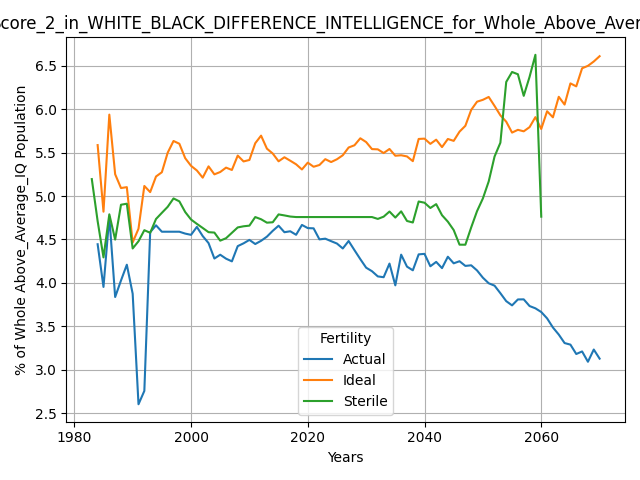 core_2_in_WHITE_BLACK_DIFFERENCE_INTELLIGENCE_for_Whole_Above_Aver
% of Whole Above_Average_IQ Population
6.5
6.0
5.5
5.0
4.5
4.0
3.5
3.0
2.5
Fertility
Actual
Ideal
Sterile
1980 2000 2020 2040 2060
Years